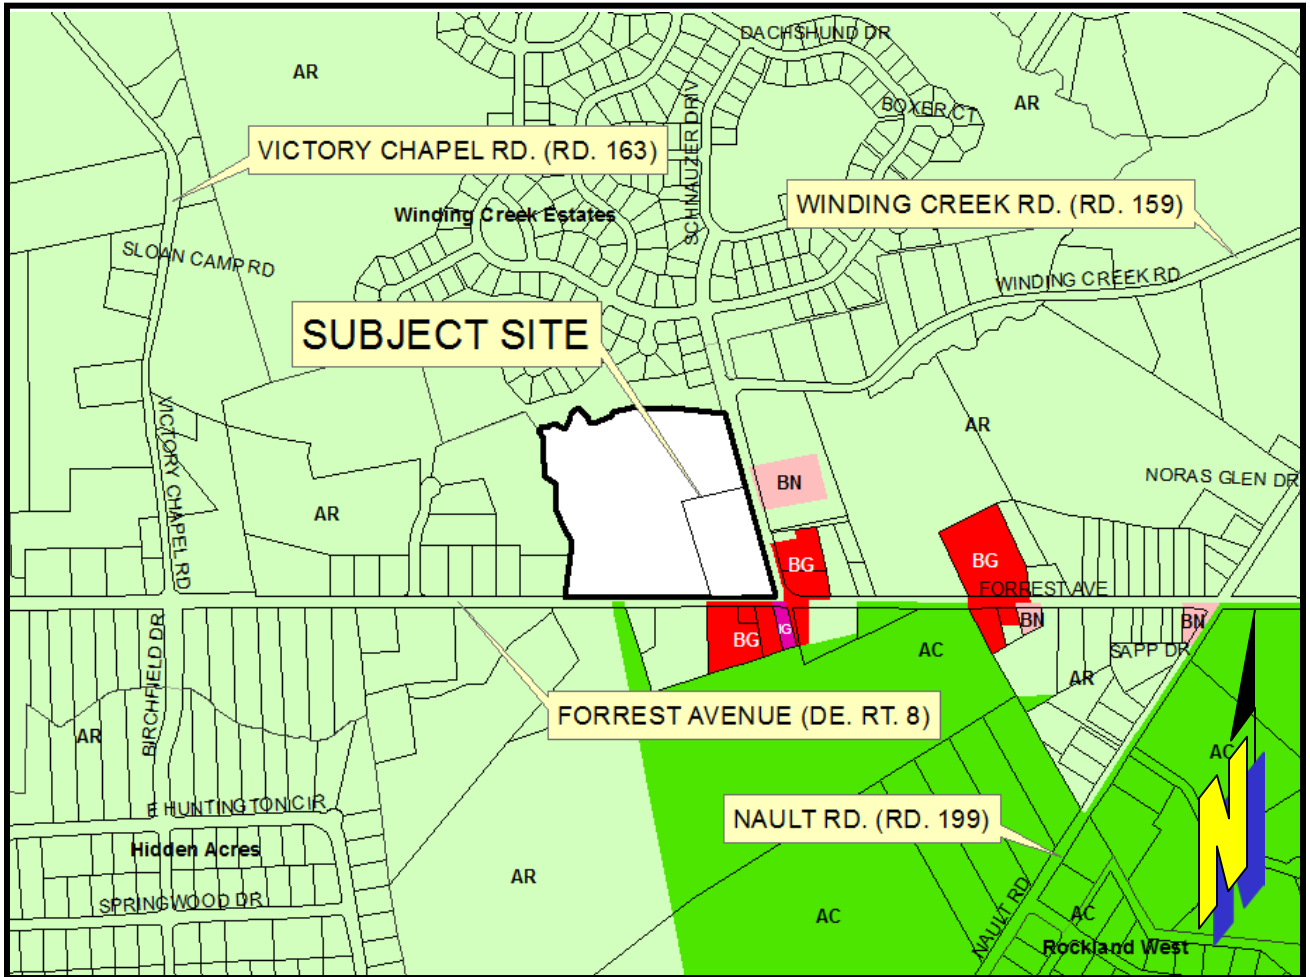 DACHSHUND DR
AR
SCHNAUZER DRIV
BOXER CT
AR
VICTORY CHAPEL RD. (RD. 163)
WINDING CREEK RD. (RD. 159)
Winding Creek Estates
SLOAN CAMP RD
WINDING CREEK RD
SUBJECT SITE
VICTORY CHAPEL RD
AR
BN
NORAS GLEN DR
AR
BG
BG
FORREST AVE
BIRCHFIELD DR
BG
IG
BN
BN
AC
SAPP DR
AR
FORREST AVENUE (DE. RT. 8)
AR
AC
N
E HUNTINGTON CIR
NAULT RD. (RD. 199)
Hidden Acres
AR
SPRINGWOOD DR
NAULT RD
AC
AC
Rockland West